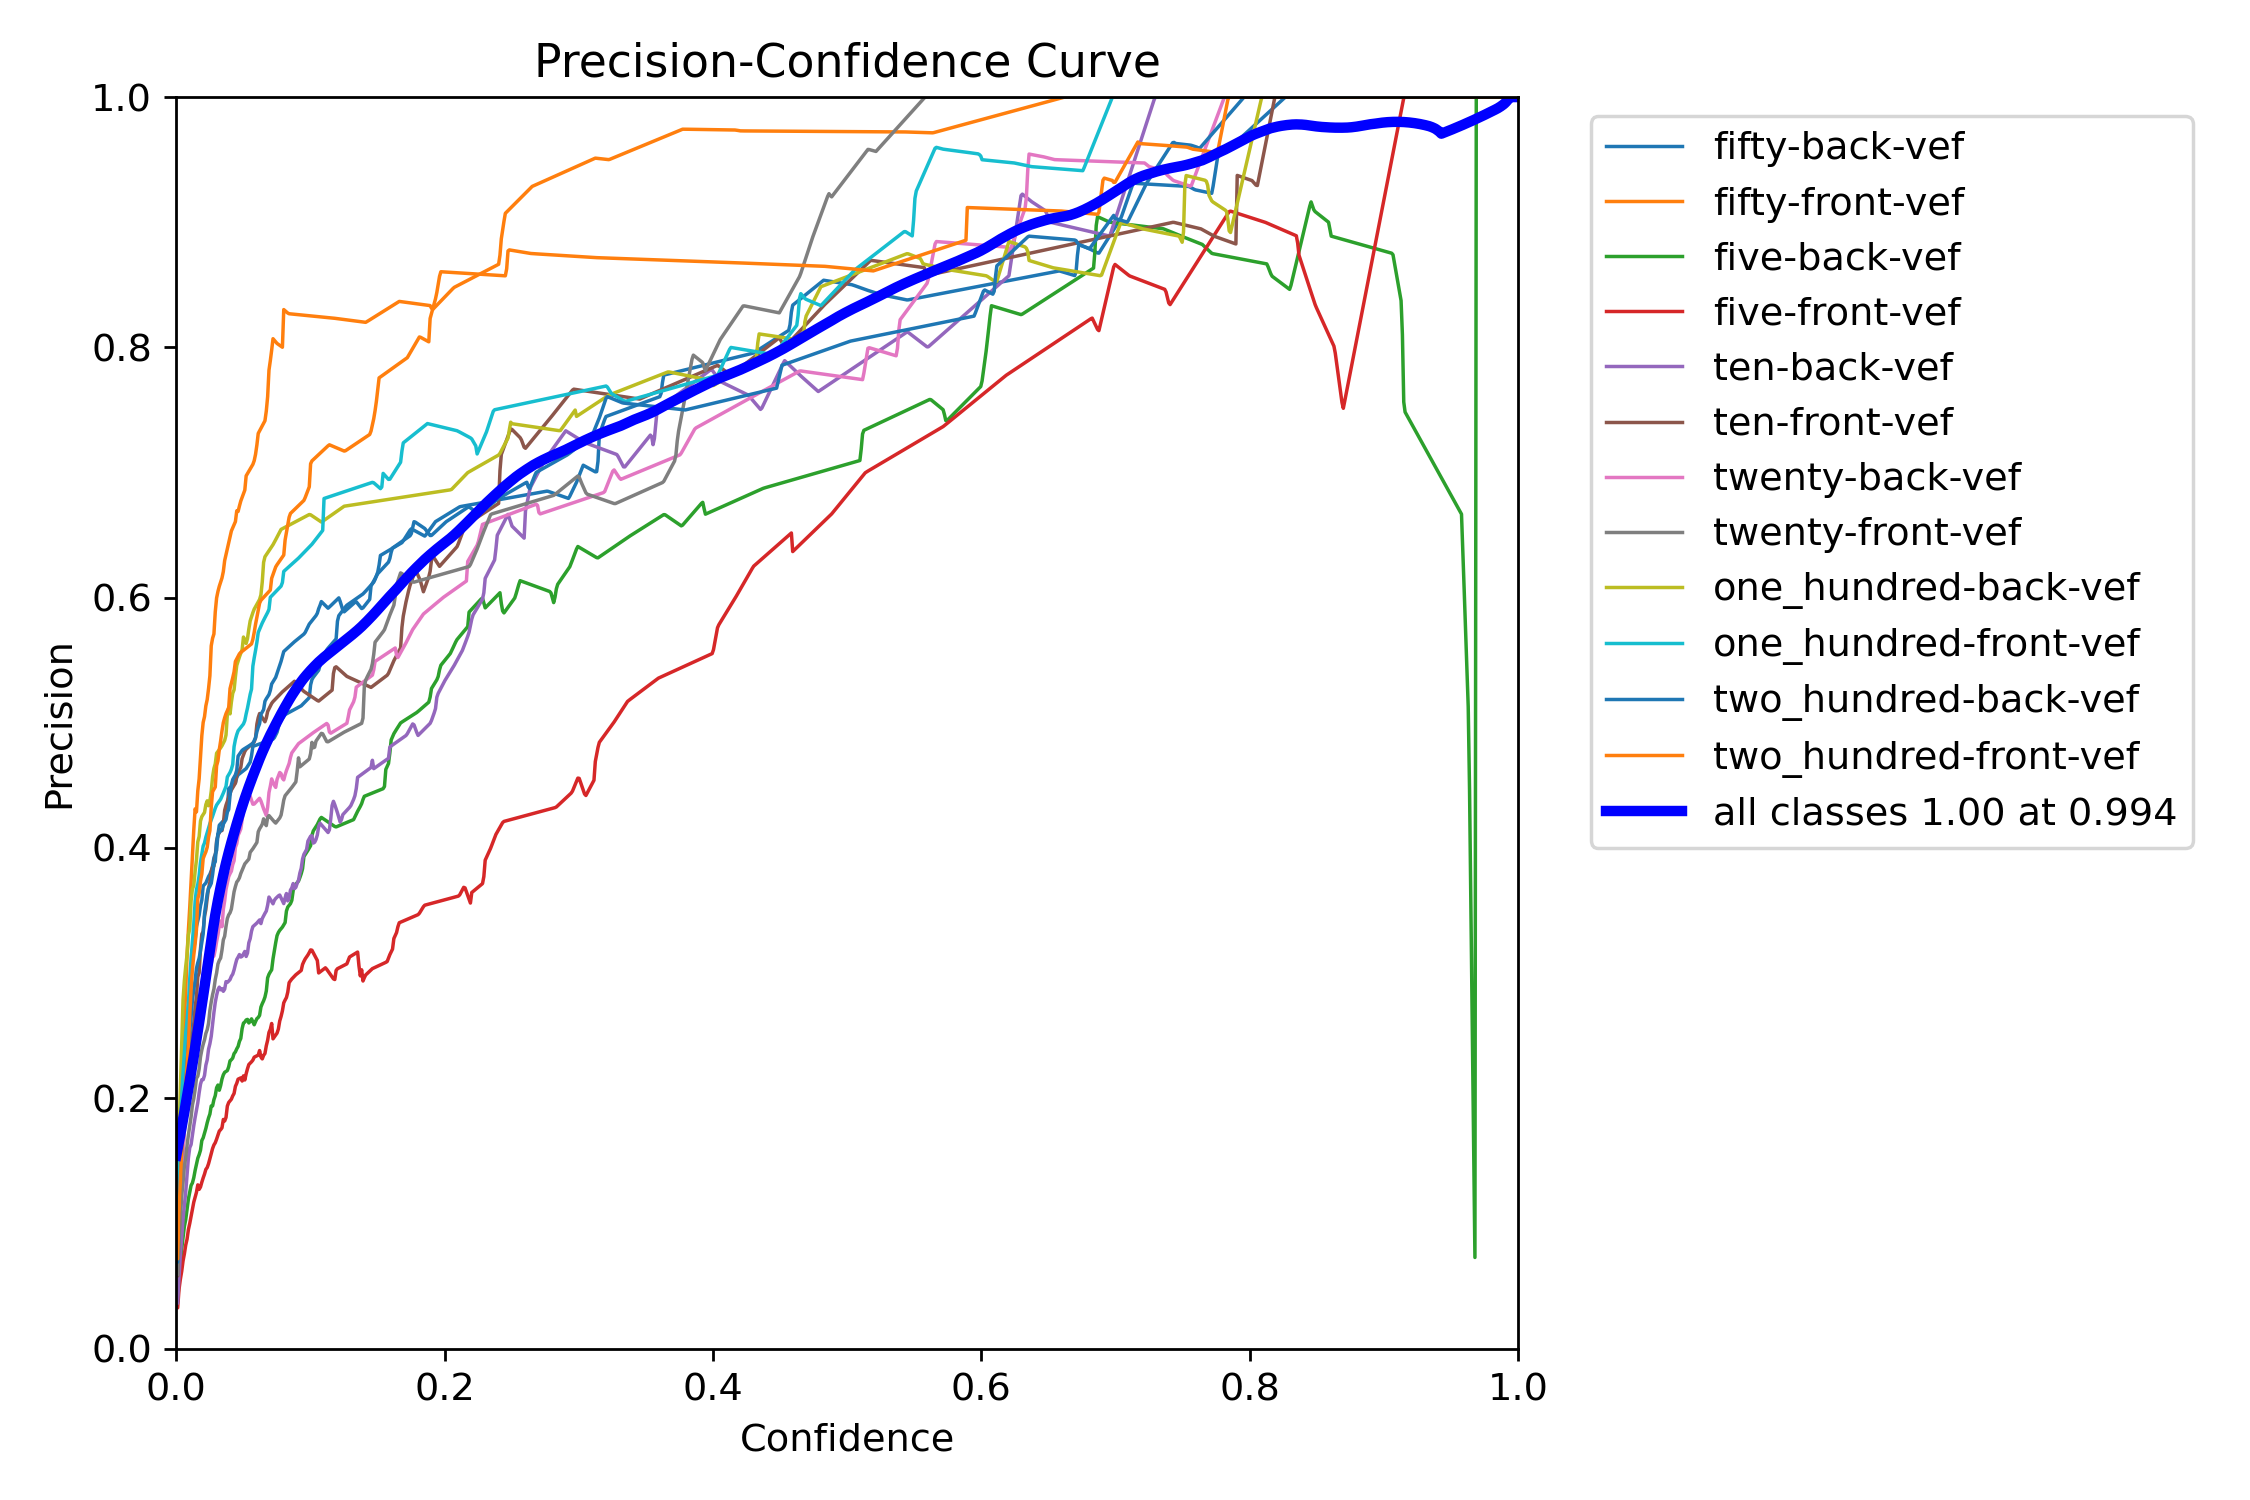 Precision-Confidence Curve
1.0
0.8
0.6
0.4
0.2
0.0
Precision
0.0 0.2 0.4 0.6 0.8 1.0
Confidence
fifty-back-vef
fifty-front-vef
five-back-vef
five-front-vef
ten-back-vef
ten-front-vef
twenty-back-vef
twenty-front-vef
one_hundred-back-vef
one_hundred-front-vef
two_hundred-back-vef
two_hundred-front-vef
all classes 1.00 at 0.994